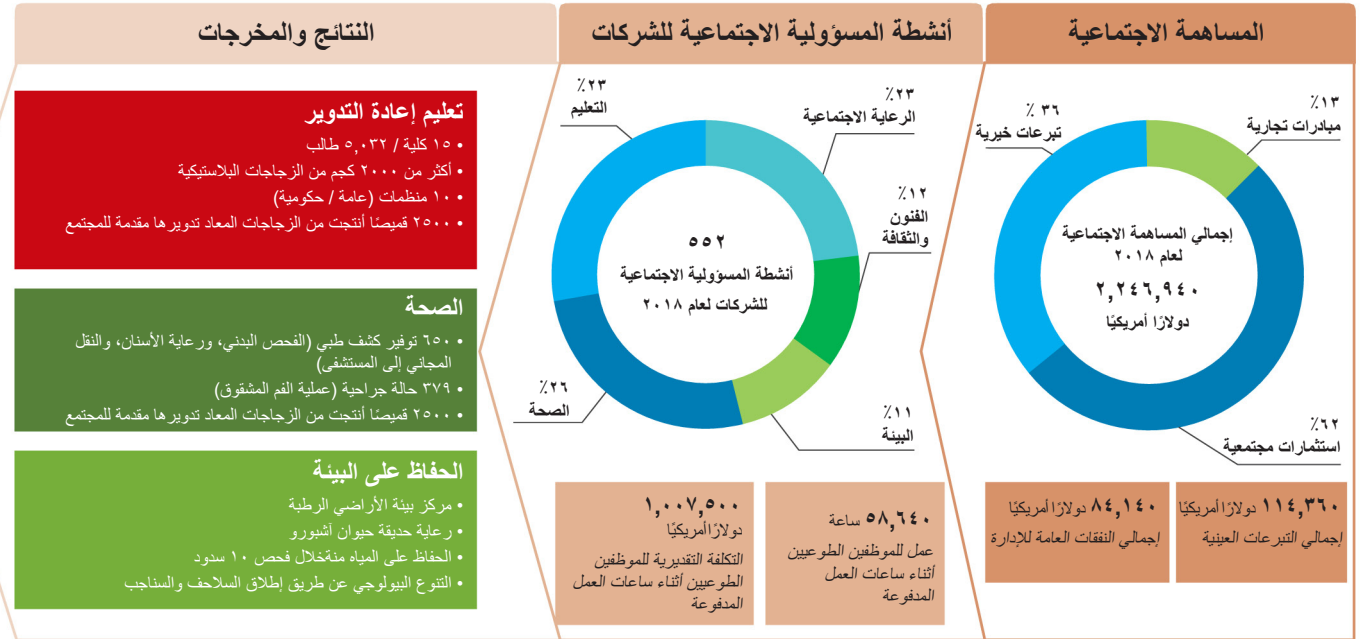 المساهمة الاجتماعية
١٣٪
مبادرات تجارية
٣٦ ٪
تبرعات خيرية
إجمالي المساهمة الاجتماعية
لعام ٢٠١٨
٢,٢٤٦,٩٤٠
دولارًا أمريكيًا
٦٢٪
استثمارات مجتمعية
١١٤,٣٦٠ دولارًا أمريكيًا
إجمالي التبرعات العينية
٨٤,١٤٠ دولارًا أمريكيًا
إجمالي النفقات العامة للإدارة
أنشطة المسؤولية الاجتماعية للشركات
٢٣٪
الرعاية الاجتماعية
٢٣٪
التعليم
١٢٪
الفنون
والثقافة
٥٥٢
أنشطة المسؤولية الاجتماعية
للشركات لعام ٢٠١٨
٢٦٪
الصحة
١١٪
البيئة
٥٨,٦٤٠ ساعة
عمل للموظفين الطوعيين
أثناء ساعات العمل
المدفوعة
١,٠٠٧,٥٠٠
دولارًاأمريكيًا
التكلفة التقديرية للموظفين
الطوعيين أثناء ساعات العمل
المدفوعة
النتائج والمخرجات
تعليم إعادة التدوير
• ١٥ كلية / ٥,٠٣٢ طالب
• أكثر من ٢٠٠٠ كجم من الزجاجات البلاستيكية
• ١٠ منظمات (عامة / حكومية)
• ٢٥٠٠ قميصًا أنتجت من الزجاجات المعاد تدويرها مقدمة للمجتمع
الصحة
• ٦٥٠ توفير كشف طبي (الفحص البدني، ورعاية الأسنان، والنقل
المجاني إلى المستشفى)
• ٣٧٩ حالة جراحية (عملية الفم المشقوق)
• ٢٥٠٠ قميصًا أنتجت من الزجاجات المعاد تدويرها مقدمة للمجتمع
الحفاظ على البيئة
• مركز بيئة الأراضي الرطبة
• رعاية حديقة حيوان آشبورو
• الحفاظ على المياه منةخلال فحص ١٠ سدود
• التنوع البيولوجي عن طريق إطلاق السلاحف والسناجب